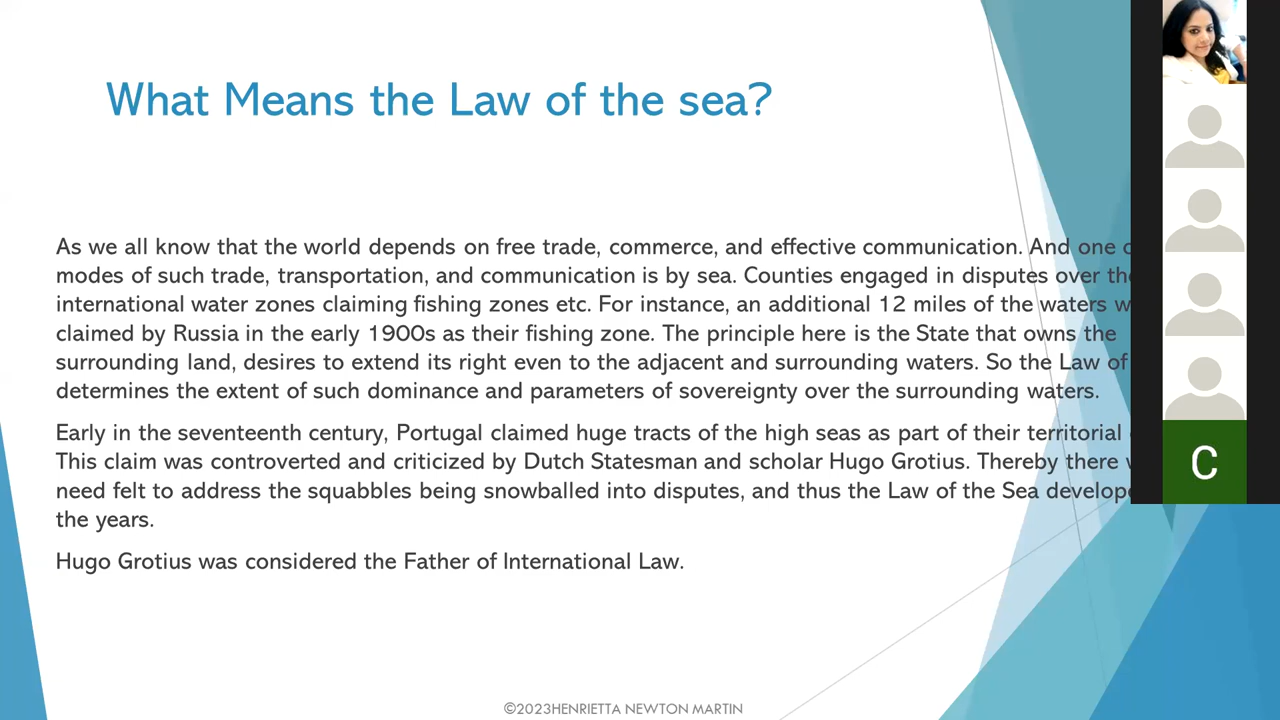 What Means the Law of the sea?
As we all know that the world depends on free trade, commerce, and effective communication. And one
modes of such trade, transportation, and communication is by sea. Counties engaged in disputes over
international water zones claiming fishing zones etc. For instance, an additional 12 miles of the waters
claimed by Russia in the early 1900s as their fishing zone. The principle here is the State that owns the
surrounding land, desires to extend its right even to the adjacent and surrounding waters. So the Law of
determines the extent of such dominance and parameters of sovereignty over the surrounding waters.
Early in the seventeenth century, Portugal claimed huge tracts of the high seas as part of their territorial
This claim was controverted and criticized by Dutch Statesman and scholar Hugo Grotius. Thereby there
need felt to address the squabbles being snowballed into disputes, and thus the Law of the Sea
the years.
Hugo Grotius was considered the Father of International Law.
C
©2023HENRIETTA NEWTON MARTIN